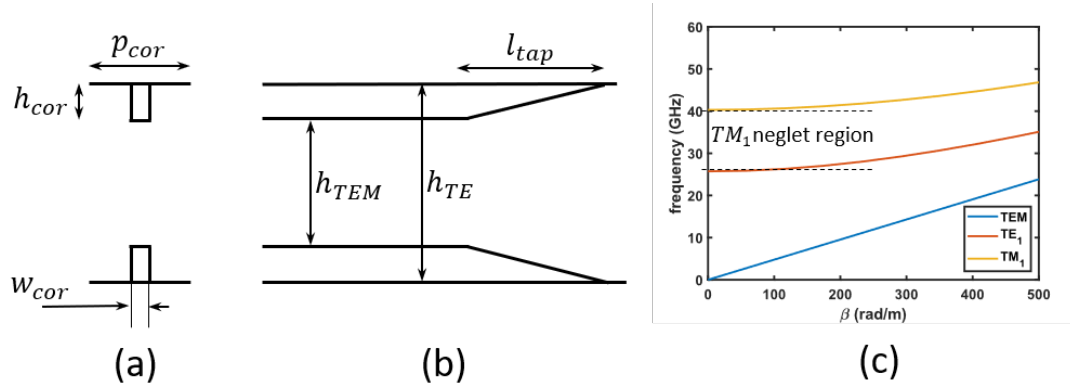 p_cor
h_cor
w_cor
(a)
l_tap
h_TEM
h_TE
(b)
frequency (GHz)
60
50
40
30
20
10
0
TM_1 neglet region
TEM
TE_1
TM_1
0 100 200 300 400 500
β (rad/m)
(c)